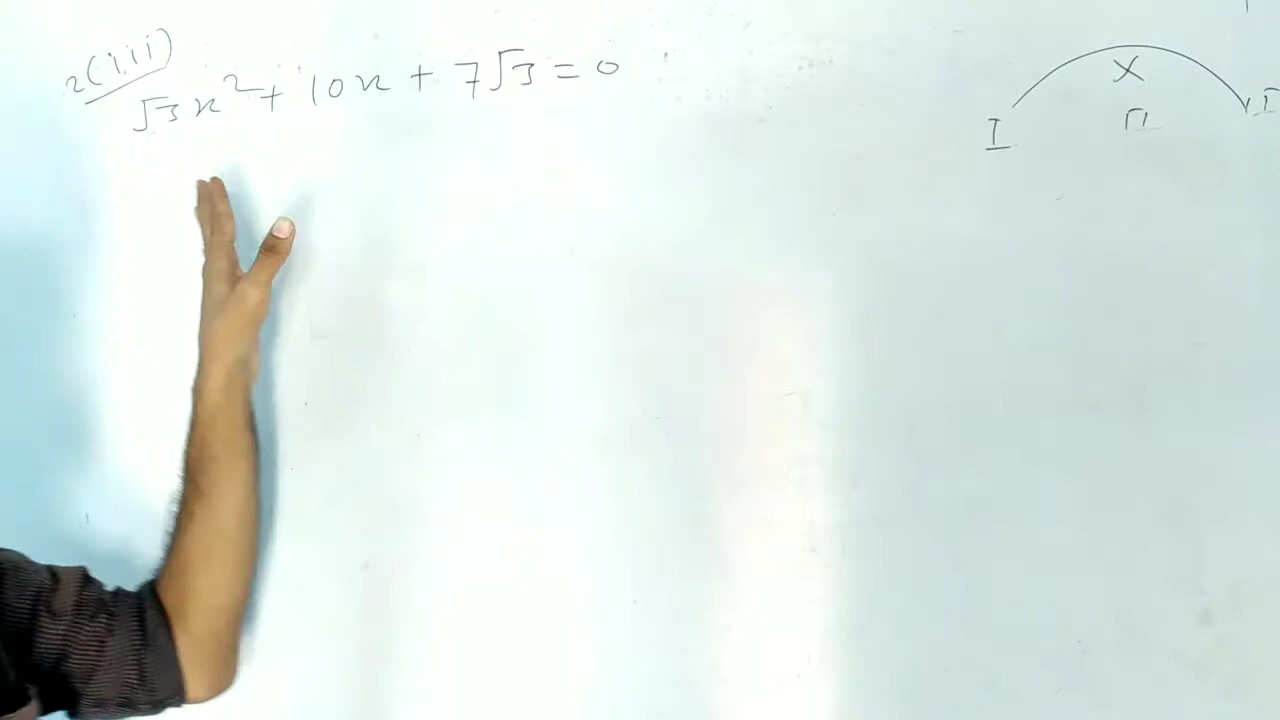 2(iii)
√3x² + 10x + 7√3 = 0
X
I